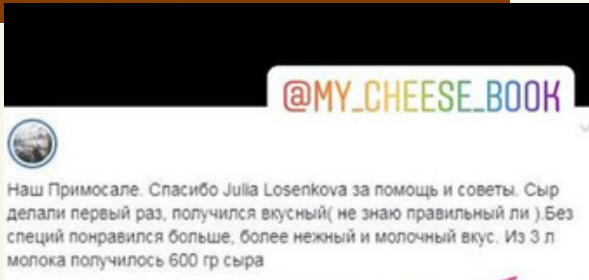 @MY_CHEESE_BOOK
Наш Примосале. Спасибо Julia Losenkova за помощь и советы. Сыр
делали первый раз, получился вкусный( не знаю правильный ли ).Без
специй понравился больше, более нежный и молочный вкус. Из 3 л
молока получилось 600 гр сыра